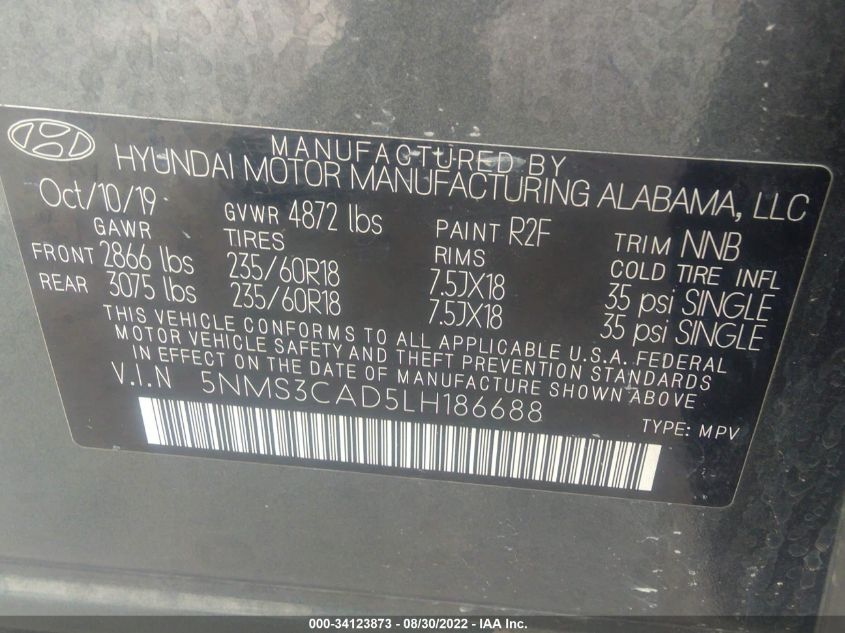 MANUFACTURED BY
HYUNDAI MOTOR MANUFACTURING ALABAMA, LLC
Oct/10/19 GVWR 4872 lbs PAINT R2F TRIM NNB
GAWR TIRES RIMS COLD TIRE INFL
FRONT 2866 lbs 235/60R18 7.5JX18 35 psi SINGLE
REAR 3075 lbs 235/60R18 7.5JX18 35 psi SINGLE
THIS VEHICLE CONFORMS TO ALL APPLICABLE U.S.A. FEDERAL
MOTOR VEHICLE SAFETY AND THEFT PREVENTION STANDARDS
IN EFFECT ON THE DATE OF MANUFACTURE SHOWN ABOVE
V.I.N 5NMS3CAD5LH186688
TYPE: MPV
000-34123873 - 08/30/2022 - IAA Inc.